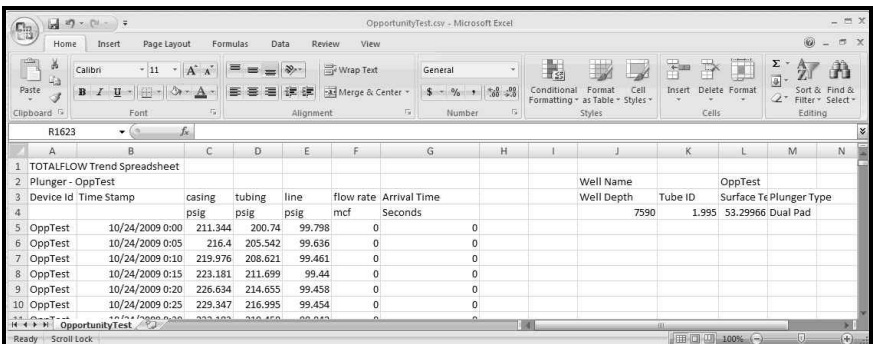 OpportunityTest.csv - Microsoft Excel
Home Insert Page Layout Formulas Data Review View
Paste
Calibri 11 A A
B I U A
Wrap Text
Merge & Center
General
$ % ,
Conditional Formatting
Format as Table
Cell Styles
Insert Delete Format
Σ
Sort & Filter
Find & Select
Clipboard Font Alignment Number Styles Cells Editing
R1623 fx
A B C D E F G H I J K L M N
1 TOTALFLOW Trend Spreadsheet
2 Plunger - OppTest Well Name OppTest
3 Device Id Time Stamp casing tubing line flow rate Arrival Time Well Depth Tube ID Surface Te Plunger Type
4 psig psig psig mcf Seconds 7590 1.995 53.29966 Dual Pad
5 OppTest 10/24/2009 0:00 211.344 200.74 99.798 0 0
6 OppTest 10/24/2009 0:05 216.4 205.542 99.636 0 0
7 OppTest 10/24/2009 0:10 219.976 208.621 99.461 0 0
8 OppTest 10/24/2009 0:15 223.181 211.699 99.44 0 0
9 OppTest 10/24/2009 0:20 226.634 214.655 99.458 0 0
10 OppTest 10/24/2009 0:25 229.347 216.995 99.454 0 0
OpportunityTest
Ready Scroll Lock 100%